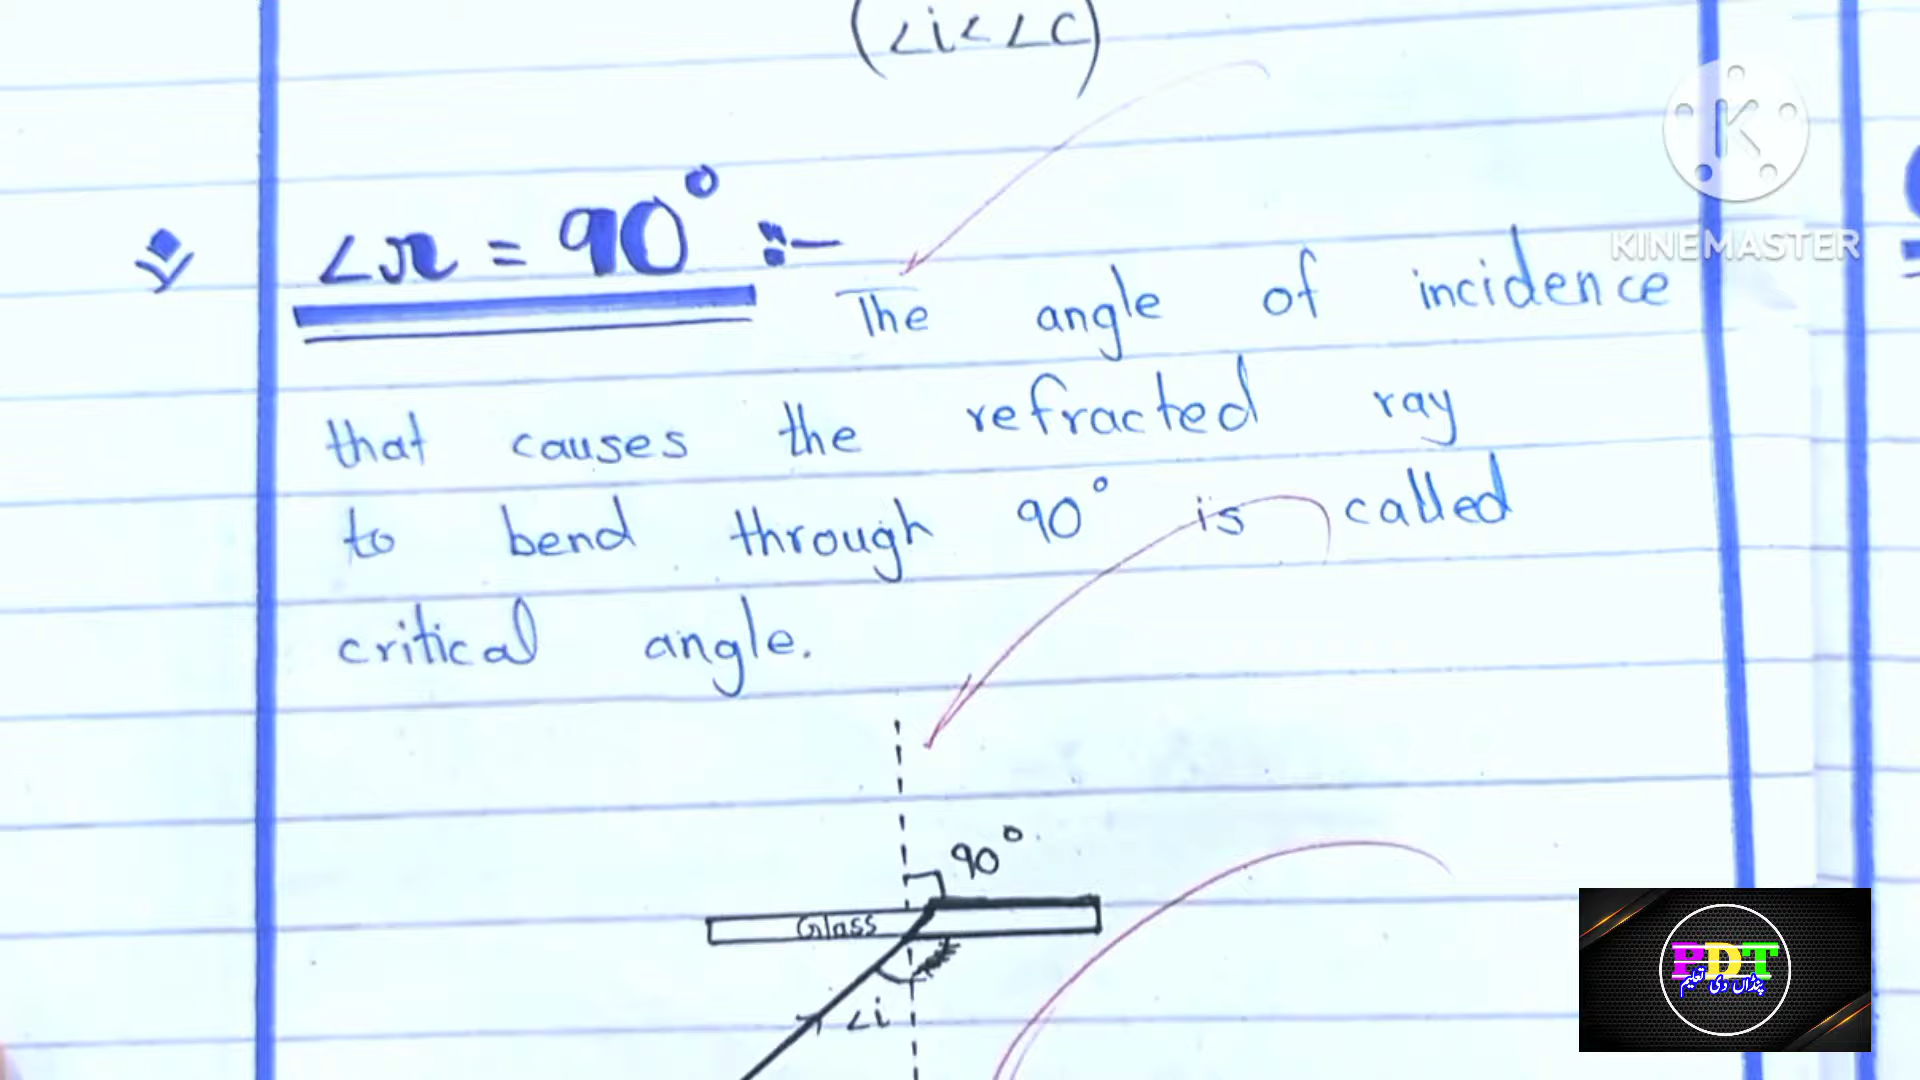 (∠i<∠C)
KINEMASTER
∠r = 90° :-
The angle of incidence
that causes the refracted ray
to bend through 90° is called
critical angle.
90°
Glass
∠i
PDT
پنڈاں دی تعلیم